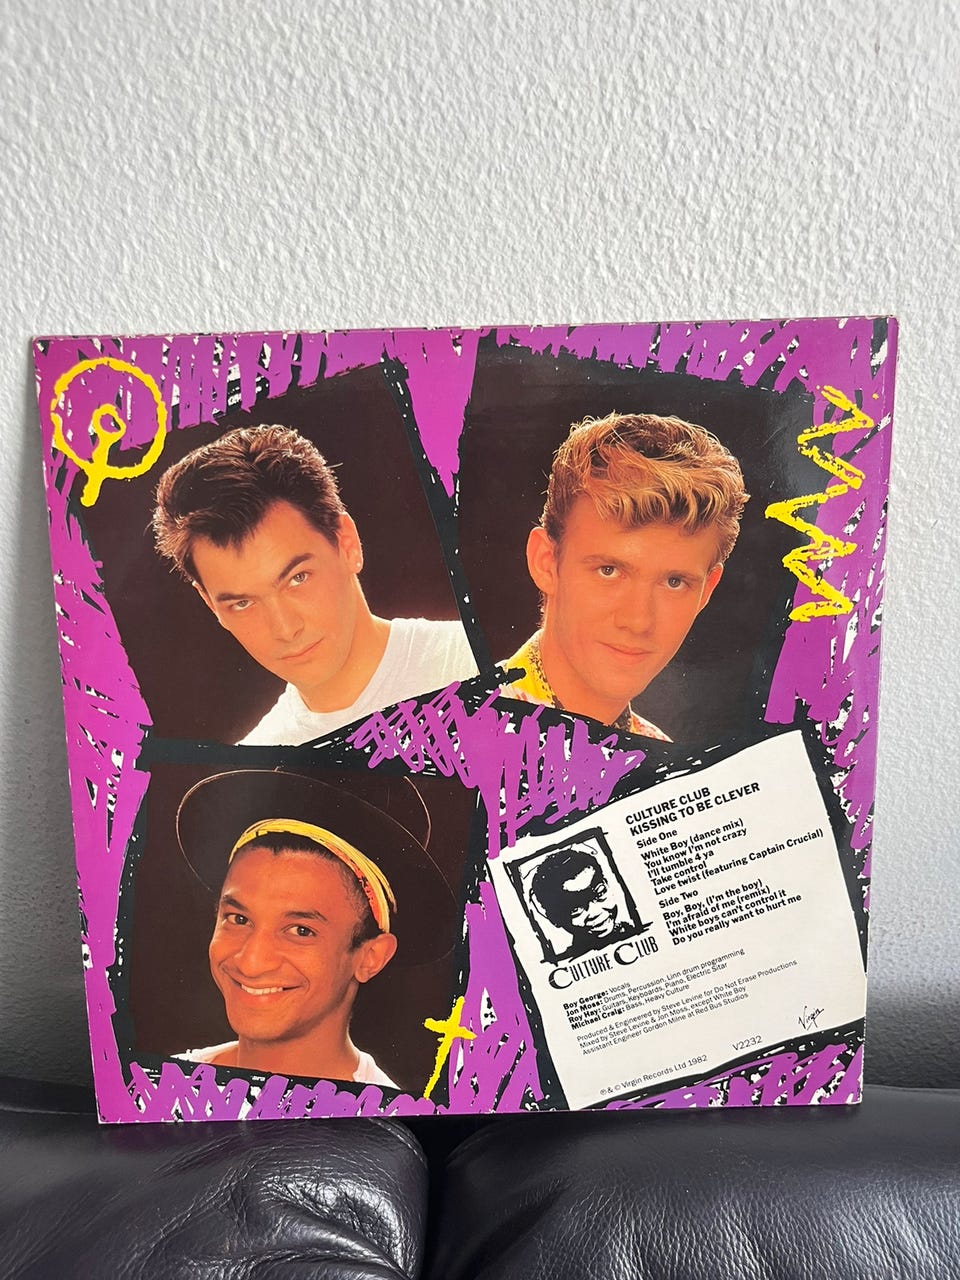 CULTURE CLUB
KISSING TO BE CLEVER
Side One
White Boy (dance mix)
You know I'm not crazy
I'll tumble 4 ya
Take control
Love twist (featuring Captain Crucial)
Side Two
Boy, Boy, (I'm the boy)
I'm afraid of me (remix)
White boys can't control it
Do you really want to hurt me
CULTURE CLUB
Boy George: Vocals
Jon Moss: Drums, Percussion, Linn drum programming
Roy Hay: Guitars, Keyboards, Piano, Electric Sitar
Michael Craig: Bass, Heavy Culture
Produced & Engineered by Steve Levine for Do Not Erase Productions
Mixed by Steve Levine & Jon Moss, except White Boy
Assistant Engineer Gordon Milne at Red Bus Studios
Virgin
℗ & © Virgin Records Ltd 1982
V2232